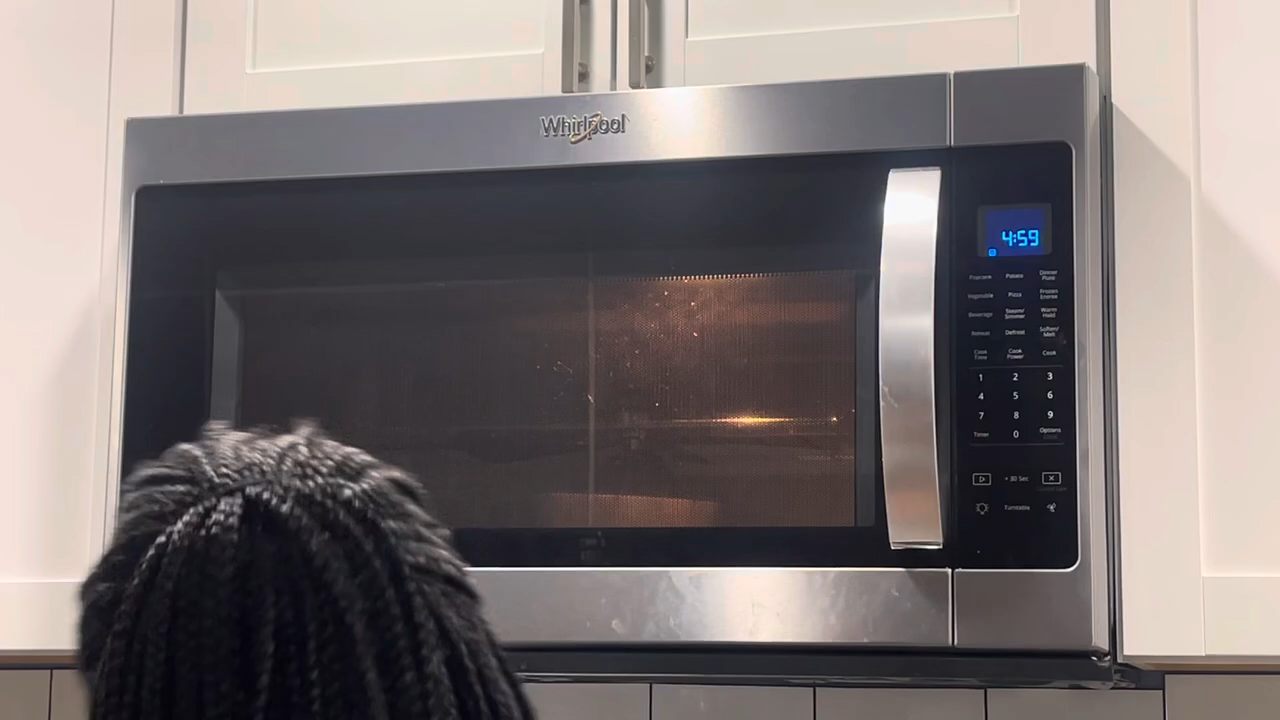 Whirlpool
4:59
Popcorn Potato Dinner Plate
Vegetable Pizza Frozen Entree
Beverage Steam/Simmer Warm Hold
Reheat Defrost Soften/Melt
Cook Time Cook Power Cook
1 2 3
4 5 6
7 8 9
Timer 0 Options
+30 Sec
Turntable